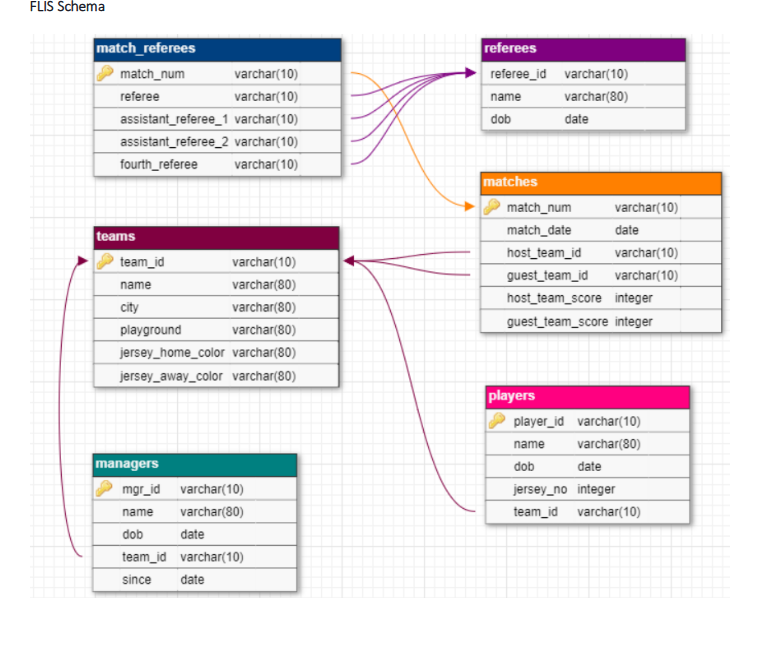 FLIS Schema
match_referees
match_num varchar(10)
referee varchar(10)
assistant_referee_1 varchar(10)
assistant_referee_2 varchar(10)
fourth_referee varchar(10)
referees
referee_id varchar(10)
name varchar(80)
dob date
matches
match_num varchar(10)
match_date date
host_team_id varchar(10)
guest_team_id varchar(10)
host_team_score integer
guest_team_score integer
teams
team_id varchar(10)
name varchar(80)
city varchar(80)
playground varchar(80)
jersey_home_color varchar(80)
jersey_away_color varchar(80)
players
player_id varchar(10)
name varchar(80)
dob date
jersey_no integer
team_id varchar(10)
managers
mgr_id varchar(10)
name varchar(80)
dob date
team_id varchar(10)
since date